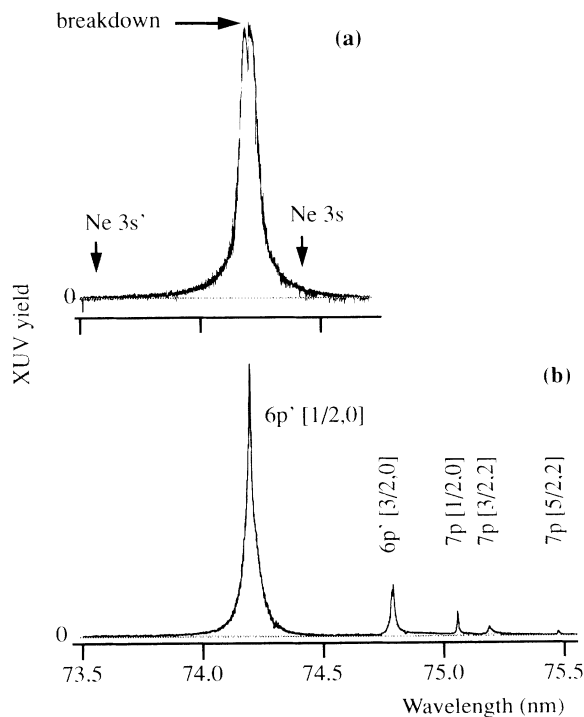 breakdown
(a)
Ne 3s'
Ne 3s
0
XUV yield
(b)
6p' [1/2,0]
6p' [3/2,0]
7p [1/2.0]
7p [3/2.2]
7p [5/2.2]
0
73.5 74.0 74.5 75.0 75.5
Wavelength (nm)